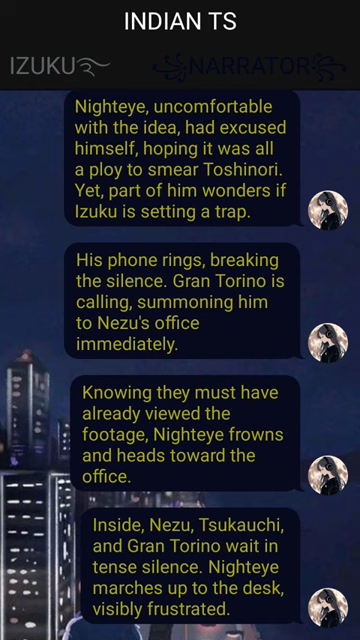 INDIAN TS
IZUKU NARRATOR
Nighteye, uncomfortable
with the idea, had excused
himself, hoping it was all
a ploy to smear Toshinori.
Yet, part of him wonders if
Izuku is setting a trap.
His phone rings, breaking
the silence. Gran Torino is
calling, summoning him
to Nezu's office
immediately.
Knowing they must have
already viewed the
footage, Nighteye frowns
and heads toward the
office.
Inside, Nezu, Tsukauchi,
and Gran Torino wait in
tense silence. Nighteye
marches up to the desk,
visibly frustrated.